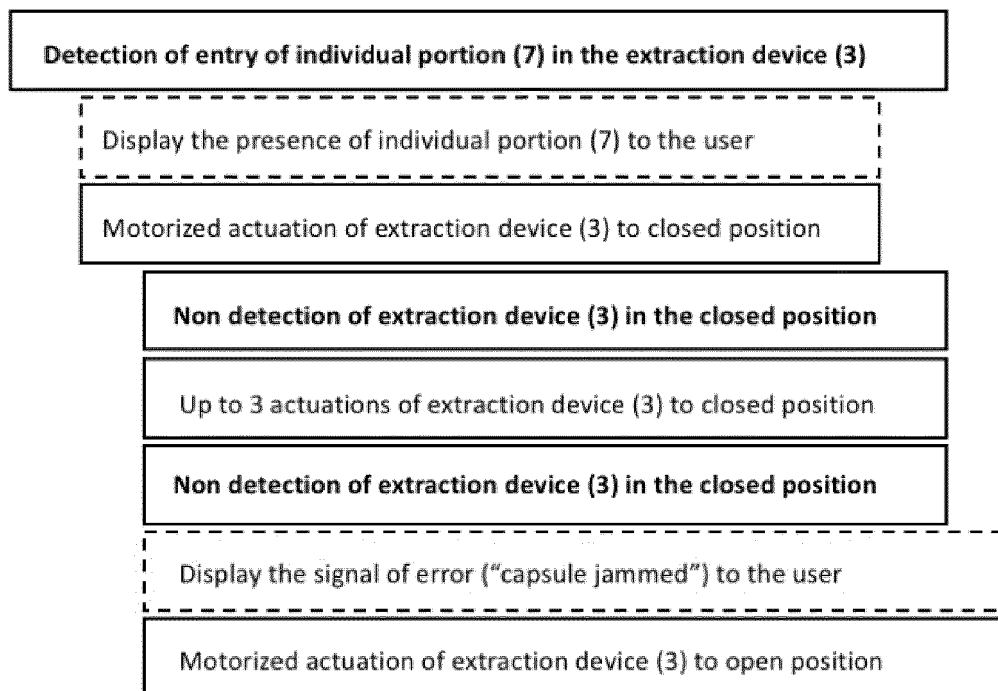 Detection of entry of individual portion (7) in the extraction device (3)
Display the presence of individual portion (7) to the user
Motorized actuation of extraction device (3) to closed position
Non detection of extraction device (3) in the closed position
Up to 3 actuations of extraction device (3) to closed position
Non detection of extraction device (3) in the closed position
Display the signal of error (“capsule jammed”) to the user
Motorized actuation of extraction device (3) to open position